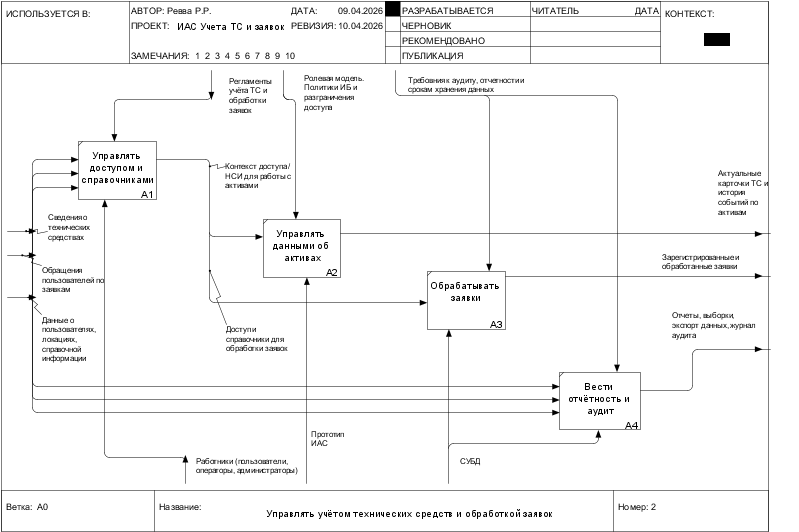 ИСПОЛЬЗУЕТСЯ В:
АВТОР: Ревва Р.Р.
ДАТА: 09.04.2026
РАЗРАБАТЫВАЕТСЯ
ЧИТАТЕЛЬ
ДАТА
КОНТЕКСТ:
ПРОЕКТ: ИАС Учета ТС и заявок
РЕВИЗИЯ: 10.04.2026
ЧЕРНОВИК
РЕКОМЕНДОВАНО
ЗАМЕЧАНИЯ: 1 2 3 4 5 6 7 8 9 10
ПУБЛИКАЦИЯ
Регламенты
учёта ТС и
обработки
заявок
Ролевая модель.
Политики ИБ и
разграничения
доступа
Требования к аудиту, отчетности и
срокам хранения данных
Управлять
доступом и
справочниками
A1
Контекст доступа/
НСИ для работы с
активами
Актуальные
карточки ТС и
история
событий по
активам
Сведения о
технических
средствах
Управлять
данными об
активах
A2
Зарегистрированные и
обработанные заявки
Обращения
пользователей по
заявкам
Обрабатывать
заявки
A3
Данные о
пользователях,
локациях,
справочной
информации
Доступ и
справочники для
обработки заявок
Отчеты, выборки,
экспорт данных, журнал
аудита
Вести
отчётность и
аудит
A4
Прототип
ИАС
Работники (пользователи,
операторы, администраторы)
СУБД
Ветка: A0
Название:
Управлять учётом технических средств и обработкой заявок
Номер: 2